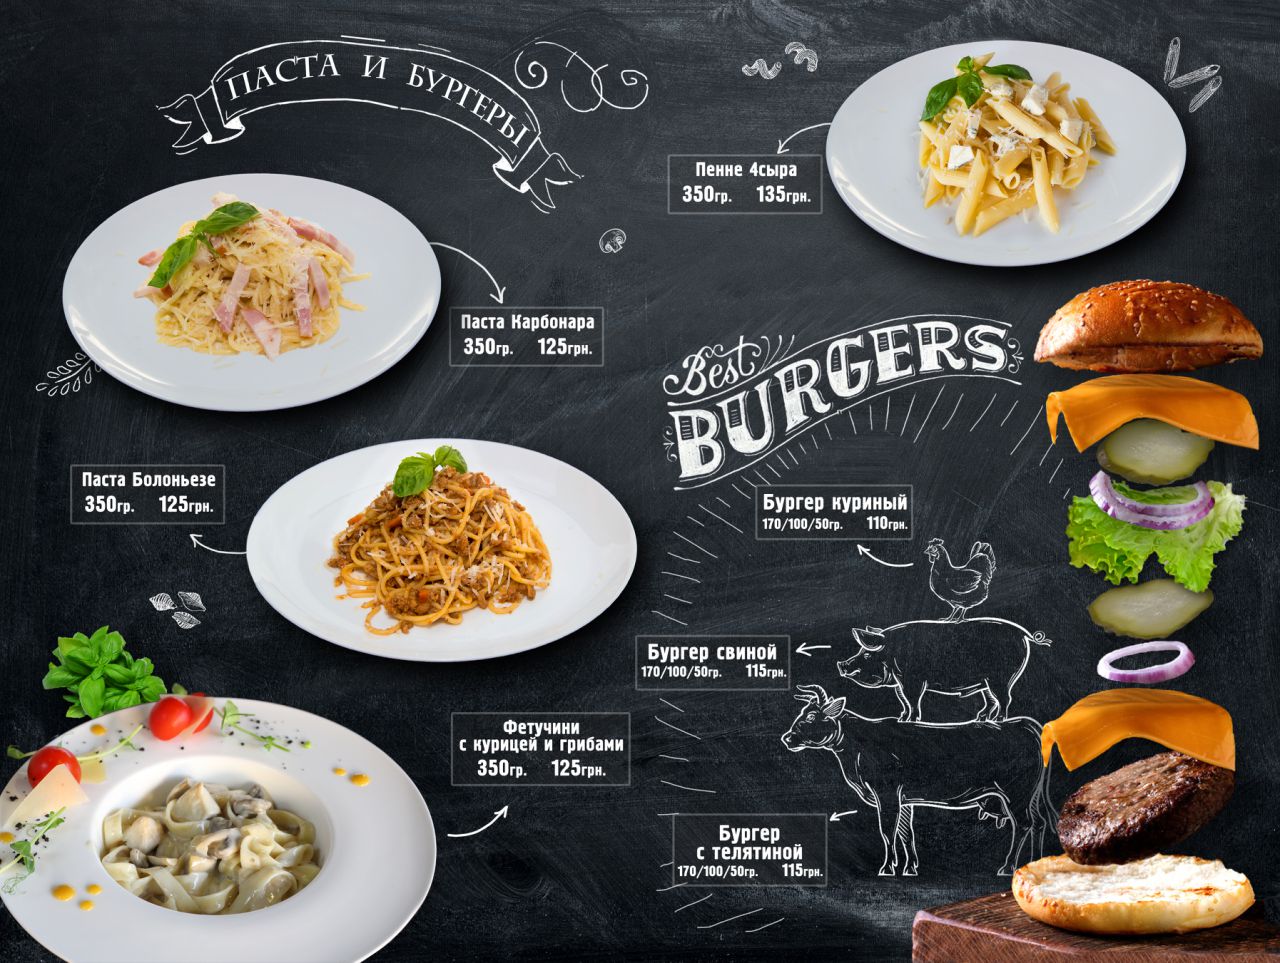 ПАСТА И БУРГЕРЫ
Паста Карбонара
350гр. 125грн.
Паста Болоньезе
350гр. 125грн.
Фетучини
с курицей и грибами
350гр. 125грн.
Пенне 4сыра
350гр. 135грн.
Best
BURGERS
Бургер куриный
170/100/50гр. 110грн.
Бургер свиной
170/100/50гр. 115грн.
Бургер
с телятиной
170/100/50гр. 115грн.